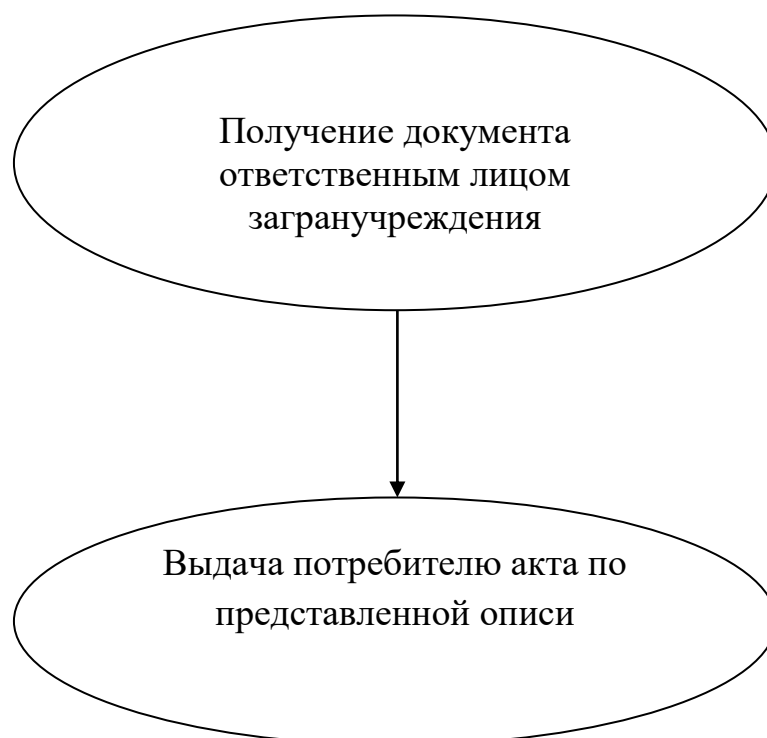 Получение документа
ответственным лицом
загранучреждения
Выдача потребителю акта по
представленной описи